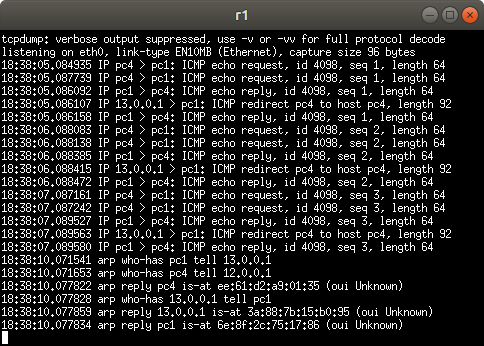 r1
tcpdump: verbose output suppressed, use -v or -vv for full protocol decode
listening on eth0, link-type EN10MB (Ethernet), capture size 96 bytes
18:38:05.084935 IP pc4 > pc1: ICMP echo request, id 4098, seq 1, length 64
18:38:05.087739 IP pc4 > pc1: ICMP echo request, id 4098, seq 1, length 64
18:38:05.086092 IP pc1 > pc4: ICMP echo reply, id 4098, seq 1, length 64
18:38:05.086107 IP 13.0.0.1 > pc1: ICMP redirect pc4 to host pc4, length 92
18:38:05.086158 IP pc1 > pc4: ICMP echo reply, id 4098, seq 1, length 64
18:38:06.088083 IP pc4 > pc1: ICMP echo request, id 4098, seq 2, length 64
18:38:06.088138 IP pc4 > pc1: ICMP echo request, id 4098, seq 2, length 64
18:38:06.088385 IP pc1 > pc4: ICMP echo reply, id 4098, seq 2, length 64
18:38:06.088415 IP 13.0.0.1 > pc1: ICMP redirect pc4 to host pc4, length 92
18:38:06.088472 IP pc1 > pc4: ICMP echo reply, id 4098, seq 2, length 64
18:38:07.087161 IP pc4 > pc1: ICMP echo request, id 4098, seq 3, length 64
18:38:07.087242 IP pc4 > pc1: ICMP echo request, id 4098, seq 3, length 64
18:38:07.089527 IP pc1 > pc4: ICMP echo reply, id 4098, seq 3, length 64
18:38:07.089563 IP 13.0.0.1 > pc1: ICMP redirect pc4 to host pc4, length 92
18:38:07.089580 IP pc1 > pc4: ICMP echo reply, id 4098, seq 3, length 64
18:38:10.071541 arp who-has pc1 tell 13.0.0.1
18:38:10.071653 arp who-has pc4 tell 12.0.0.1
18:38:10.077822 arp reply pc4 is-at ee:61:d2:a9:01:35 (oui Unknown)
18:38:10.077828 arp who-has 13.0.0.1 tell pc1
18:38:10.077859 arp reply 13.0.0.1 is-at 3a:88:7b:15:b0:95 (oui Unknown)
18:38:10.077834 arp reply pc1 is-at 6e:8f:2c:75:17:86 (oui Unknown)